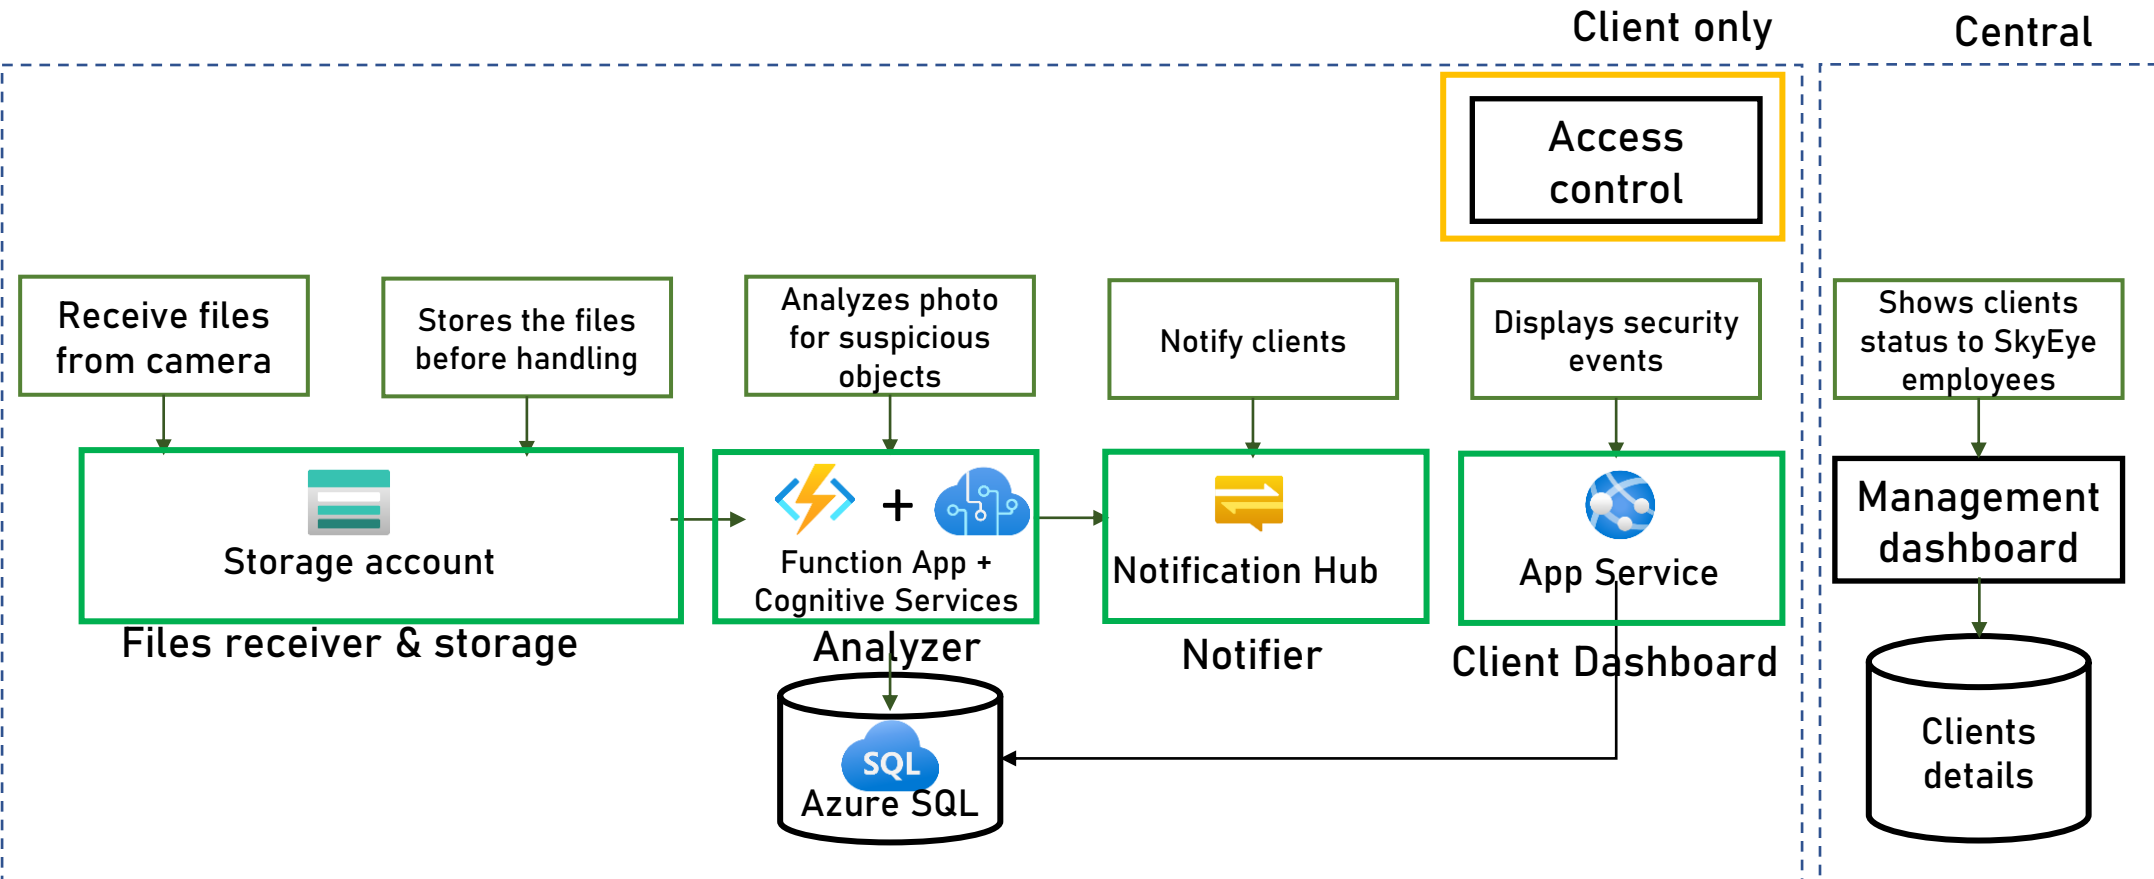 Client only
Central
Access
control
Receive files
from camera
Stores the files
before handling
Analyzes photo
for suspicious
objects
Notify clients
Displays security
events
Shows clients
status to SkyEye
employees
Storage account
+
Function App +
Cognitive Services
Notification Hub
App Service
Management
dashboard
Files receiver & storage
Analyzer
Notifier
Client Dashboard
SQL
Azure SQL
Clients
details